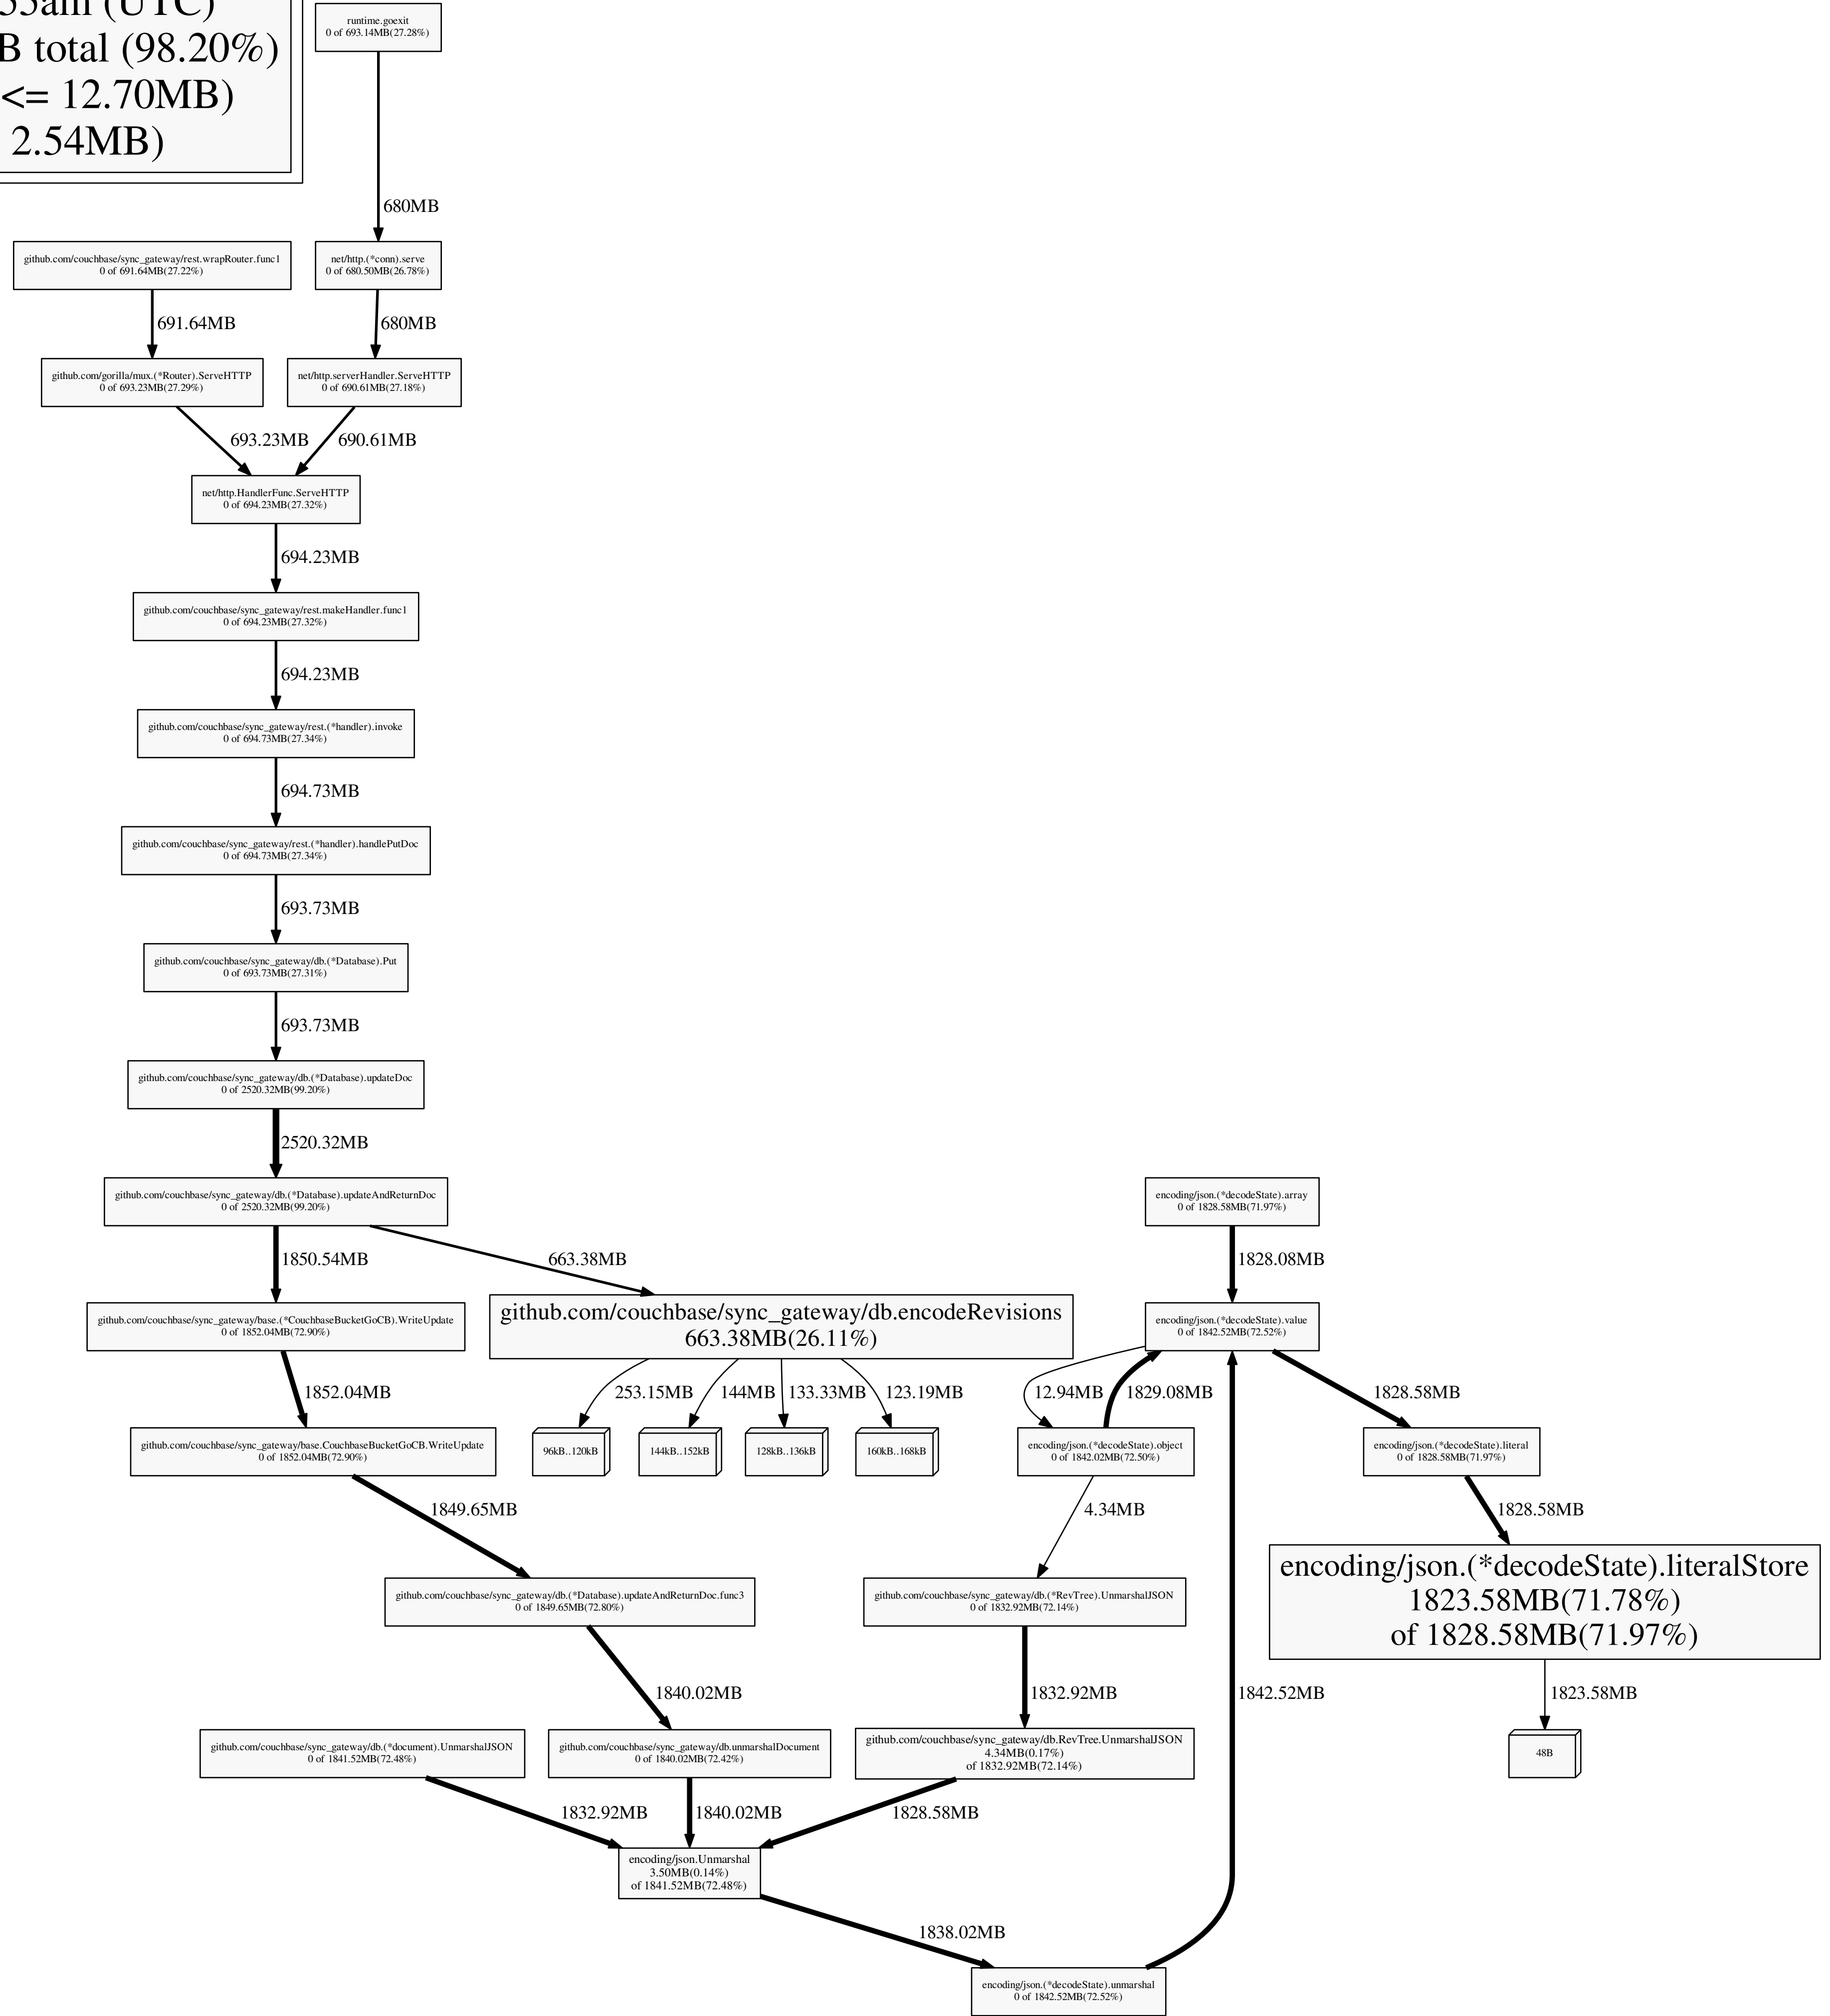 55am (UTC)
B total (98.20%)
<= 12.70MB)
2.54MB)
runtime.goexit
0 of 693.14MB(27.28%)
680MB
github.com/couchbase/sync_gateway/rest.wrapRouter.func1
0 of 691.64MB(27.22%)
net/http.(*conn).serve
0 of 680.50MB(26.78%)
691.64MB
680MB
github.com/gorilla/mux.(*Router).ServeHTTP
0 of 693.23MB(27.29%)
net/http.serverHandler.ServeHTTP
0 of 690.61MB(27.18%)
693.23MB
690.61MB
net/http.HandlerFunc.ServeHTTP
0 of 694.23MB(27.32%)
694.23MB
github.com/couchbase/sync_gateway/rest.makeHandler.func1
0 of 694.23MB(27.32%)
694.23MB
github.com/couchbase/sync_gateway/rest.(*handler).invoke
0 of 694.73MB(27.34%)
694.73MB
github.com/couchbase/sync_gateway/rest.(*handler).handlePutDoc
0 of 694.73MB(27.34%)
693.73MB
github.com/couchbase/sync_gateway/db.(*Database).Put
0 of 693.73MB(27.31%)
693.73MB
github.com/couchbase/sync_gateway/db.(*Database).updateDoc
0 of 2520.32MB(99.20%)
2520.32MB
github.com/couchbase/sync_gateway/db.(*Database).updateAndReturnDoc
0 of 2520.32MB(99.20%)
encoding/json.(*decodeState).array
0 of 1828.58MB(71.97%)
1850.54MB
663.38MB
1828.08MB
github.com/couchbase/sync_gateway/base.(*CouchbaseBucketGoCB).WriteUpdate
0 of 1852.04MB(72.90%)
github.com/couchbase/sync_gateway/db.encodeRevisions
663.38MB(26.11%)
encoding/json.(*decodeState).value
0 of 1842.52MB(72.52%)
1852.04MB
253.15MB
144MB
133.33MB
123.19MB
12.94MB
1829.08MB
1828.58MB
github.com/couchbase/sync_gateway/base.CouchbaseBucketGoCB.WriteUpdate
0 of 1852.04MB(72.90%)
96kB..120kB
144kB..152kB
128kB..136kB
160kB..168kB
encoding/json.(*decodeState).object
0 of 1842.02MB(72.50%)
encoding/json.(*decodeState).literal
0 of 1828.58MB(71.97%)
1849.65MB
4.34MB
1828.58MB
github.com/couchbase/sync_gateway/db.(*Database).updateAndReturnDoc.func3
0 of 1849.65MB(72.80%)
github.com/couchbase/sync_gateway/db.(*RevTree).UnmarshalJSON
0 of 1832.92MB(72.14%)
encoding/json.(*decodeState).literalStore
1823.58MB(71.78%)
of 1828.58MB(71.97%)
1840.02MB
1832.92MB
1842.52MB
1823.58MB
github.com/couchbase/sync_gateway/db.(*document).UnmarshalJSON
0 of 1841.52MB(72.48%)
github.com/couchbase/sync_gateway/db.unmarshalDocument
0 of 1840.02MB(72.42%)
github.com/couchbase/sync_gateway/db.RevTree.UnmarshalJSON
4.34MB(0.17%)
of 1832.92MB(72.14%)
48B
1832.92MB
1840.02MB
1828.58MB
encoding/json.Unmarshal
3.50MB(0.14%)
of 1841.52MB(72.48%)
1838.02MB
encoding/json.(*decodeState).unmarshal
0 of 1842.52MB(72.52%)